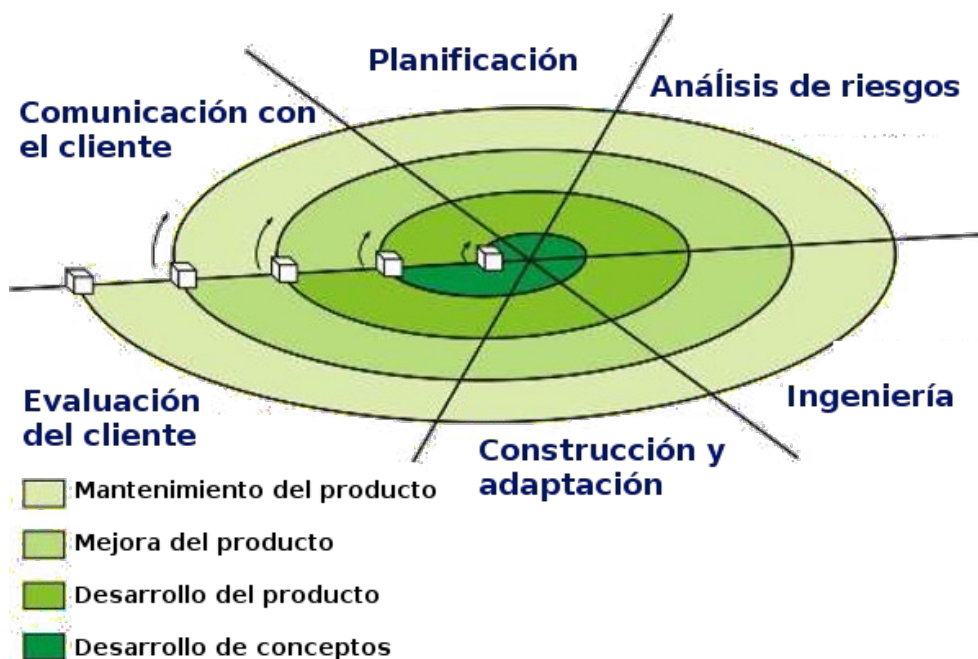 Planificación
Análisis de riesgos
Comunicación con
el cliente
Ingeniería
Evaluación
del cliente
Construcción y
adaptación
Mantenimiento del producto
Mejora del producto
Desarrollo del producto
Desarrollo de conceptos